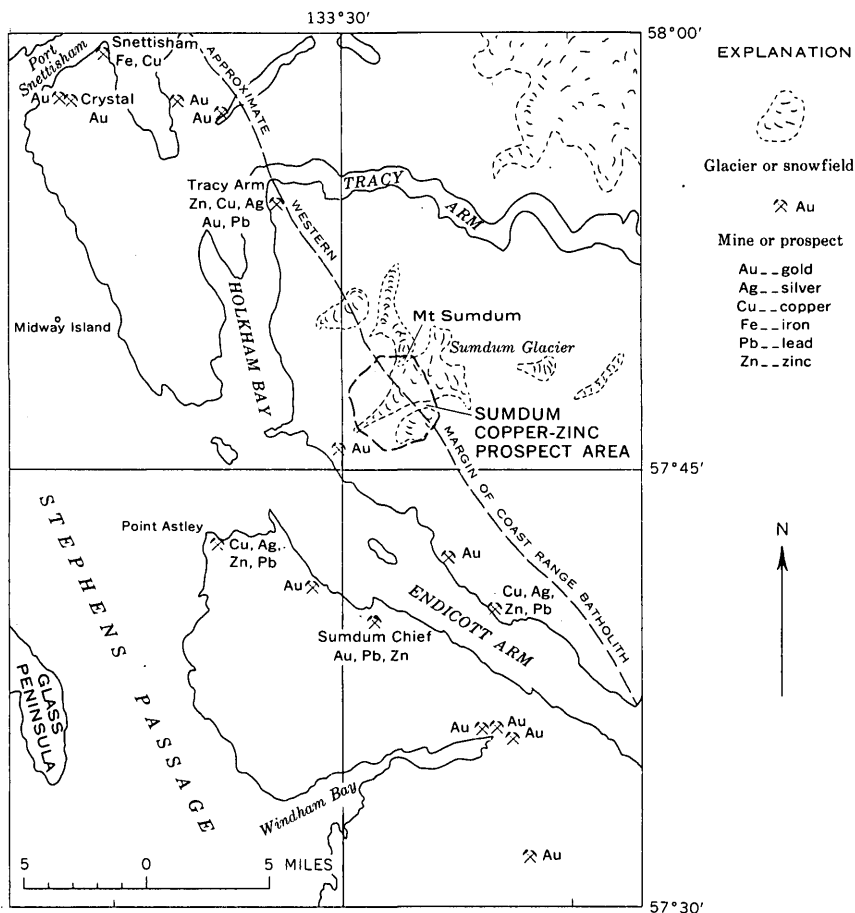 133°30'
58°00'
Port
Snettisham
Snettisham
Fe, Cu
Au
Crystal
Au
Au
Au
APPROXIMATE
WESTERN
MARGIN OF COAST RANGE BATHOLITH
Tracy Arm
Zn, Cu, Ag
Au, Pb
TRACY
ARM
HOLKHAM BAY
Midway Island
Mt Sumdum
Sumdum Glacier
SUMDUM
COPPER-ZINC
PROSPECT AREA
Au
57°45'
Point Astley
Cu, Ag,
Zn, Pb
Au
Au
Cu, Ag,
Zn, Pb
Sumdum Chief
Au, Pb, Zn
ENDICOTT ARM
STEPHENS PASSAGE
GLASS
PENINSULA
Au
Au
Au
Windham Bay
Au
5 0 5 MILES
57°30'
EXPLANATION
Glacier or snowfield
Au
Mine or prospect
Au__gold
Ag__silver
Cu__copper
Fe__iron
Pb__lead
Zn__zinc
N